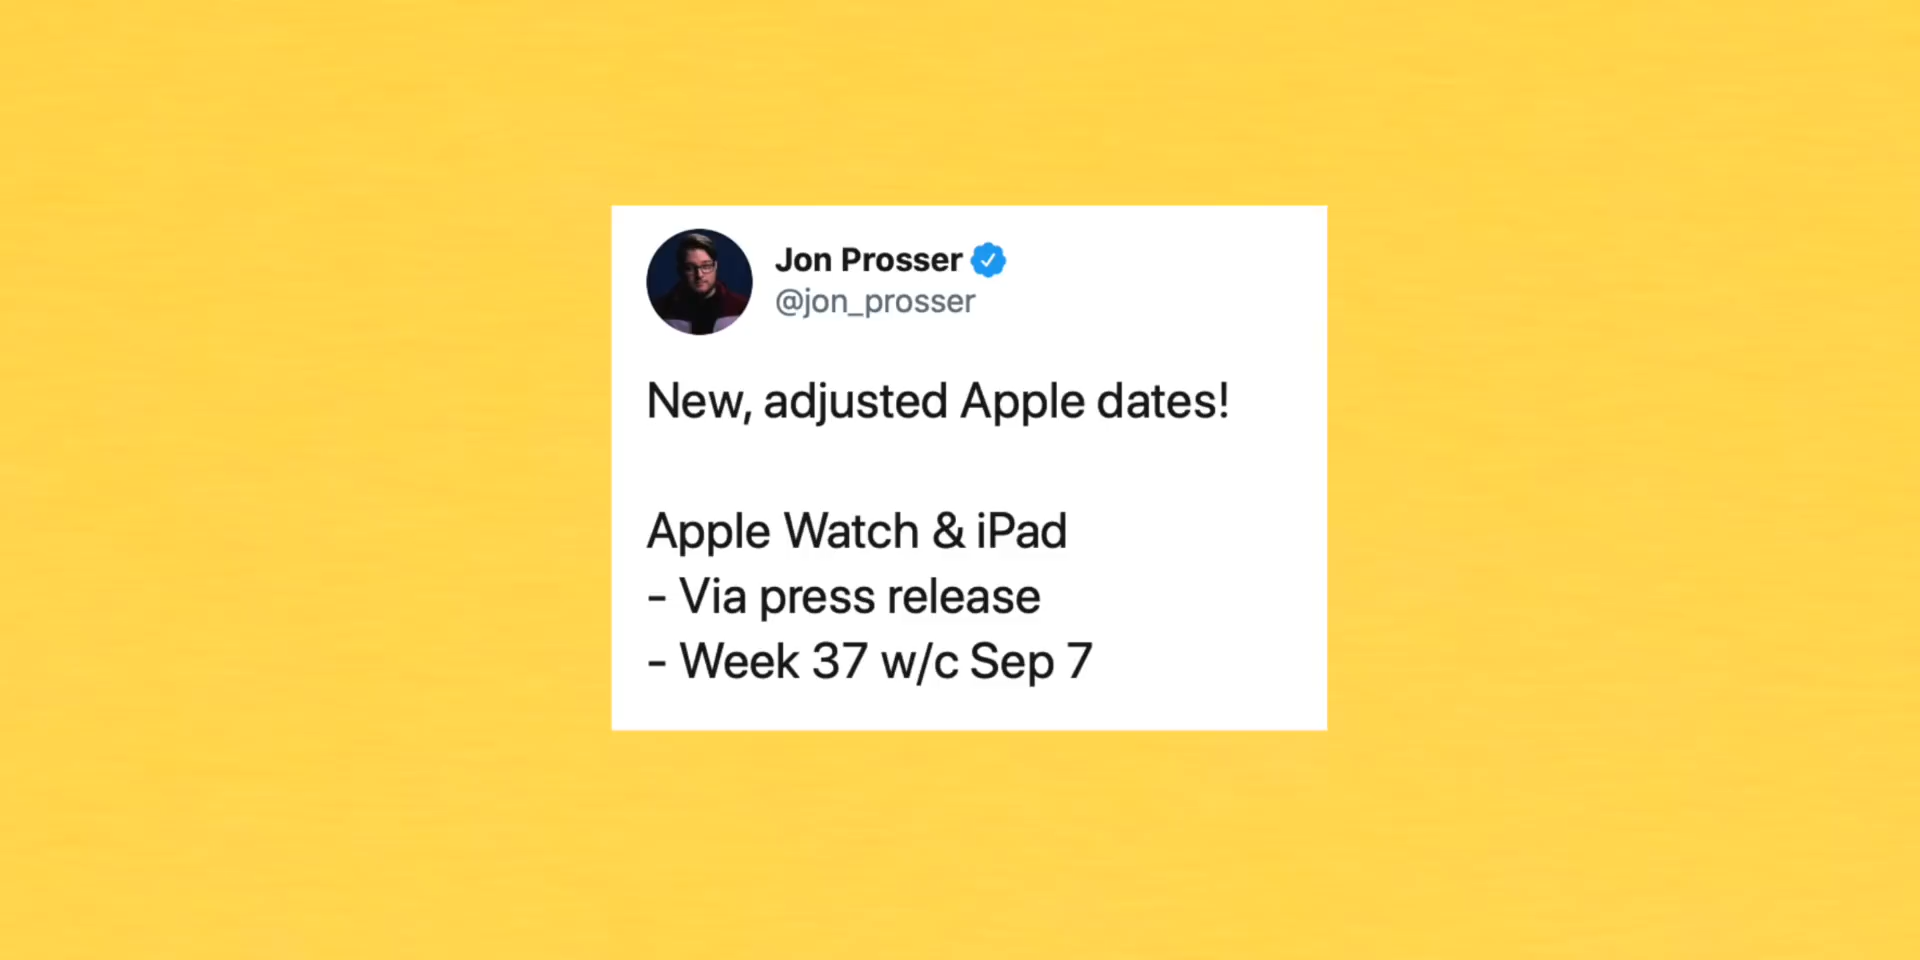 Jon Prosser
@jon_prosser
New, adjusted Apple dates!
Apple Watch & iPad
- Via press release
- Week 37 w/c Sep 7